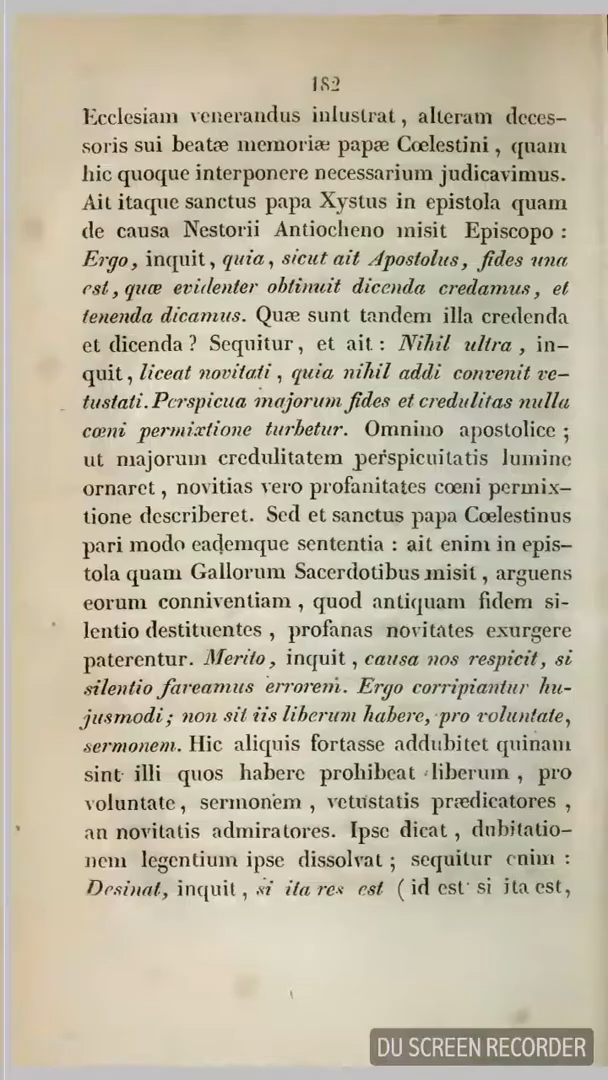 182
Ecclesiam venerandus inlustrat, alteram deces-
soris sui beatæ memoriæ papæ Cœlestini, quam
hic quoque interponere necessarium judicavimus.
Ait itaque sanctus papa Xystus in epistola quam
de causa Nestorii Antiocheno misit Episcopo :
Ergo, inquit, quia, sicut ait Apostolus, fides una
est, quæ evidenter obtinuit dicenda credamus, et
tenenda dicamus. Quæ sunt tandem illa credenda
et dicenda ? Sequitur, et ait : Nihil ultra, in-
quit, liceat novitati, quia nihil addi convenit ve-
tustati. Perspicua majorum fides et credulitas nulla
cœni permixtione turbetur. Omnino apostolice ;
ut majorum credulitatem perspicuitatis lumine
ornaret, novitias vero profanitates cœni permix-
tione describeret. Sed et sanctus papa Cœlestinus
pari modo eademque sententia : ait enim in epis-
tola quam Gallorum Sacerdotibus misit, arguens
eorum conniventiam, quod antiquam fidem si-
lentio destituentes, profanas novitates exurgere
paterentur. Merito, inquit, causa nos respicit, si
silentio faveamus errorem. Ergo corripiantur hu-
jusmodi ; non sit iis liberum habere, pro voluntate,
sermonem. Hic aliquis fortasse addubitet quinam
sint illi quos habere prohibeat liberum, pro
voluntate, sermonem, vetustatis prædicatores,
an novitatis admiratores. Ipse dicat, dubitatio-
nem legentium ipse dissolvat ; sequitur enim :
Desinat, inquit, si ita res est ( id est si ita est,
DU SCREEN RECORDER